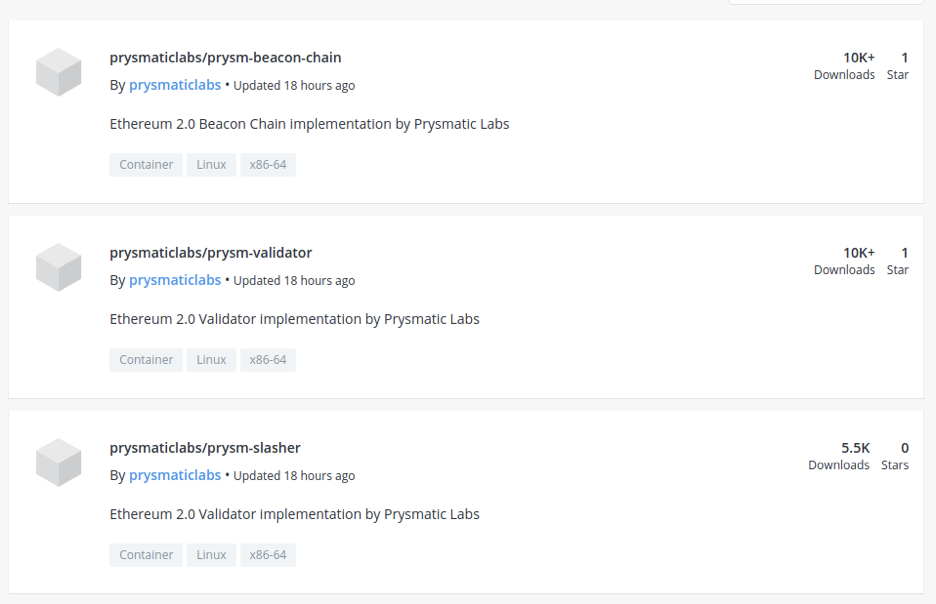 prysmaticlabs/prysm-beacon-chain
By prysmaticlabs • Updated 18 hours ago
10K+ 1
Downloads Star
Ethereum 2.0 Beacon Chain implementation by Prysmatic Labs
Container Linux x86-64
prysmaticlabs/prysm-validator
By prysmaticlabs • Updated 18 hours ago
10K+ 1
Downloads Star
Ethereum 2.0 Validator implementation by Prysmatic Labs
Container Linux x86-64
prysmaticlabs/prysm-slasher
By prysmaticlabs • Updated 18 hours ago
5.5K 0
Downloads Stars
Ethereum 2.0 Validator implementation by Prysmatic Labs
Container Linux x86-64